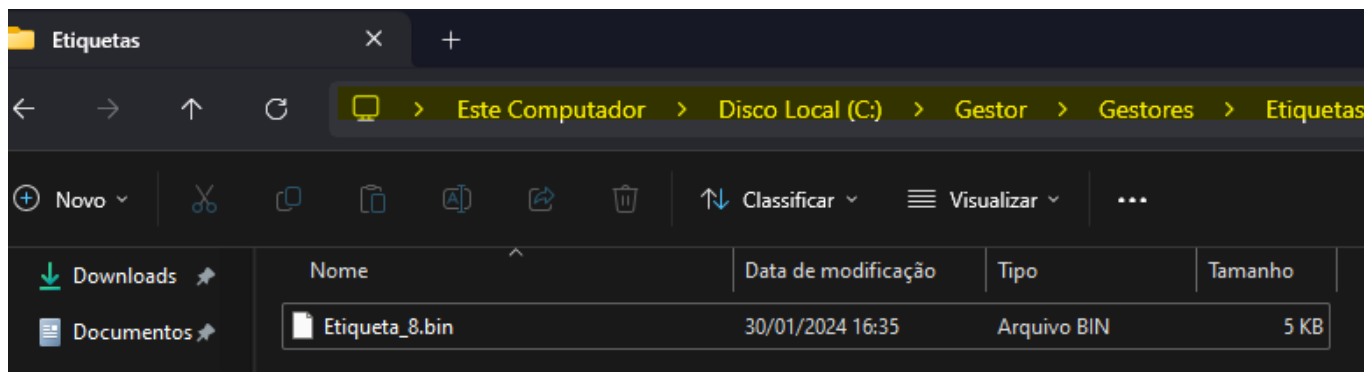 Etiquetas
Este Computador > Disco Local (C:) > Gestor > Gestores > Etiquetas
Novo Classificar Visualizar
Nome Data de modificação Tipo Tamanho
Downloads
Etiqueta_8.bin 30/01/2024 16:35 Arquivo BIN 5 KB
Documentos